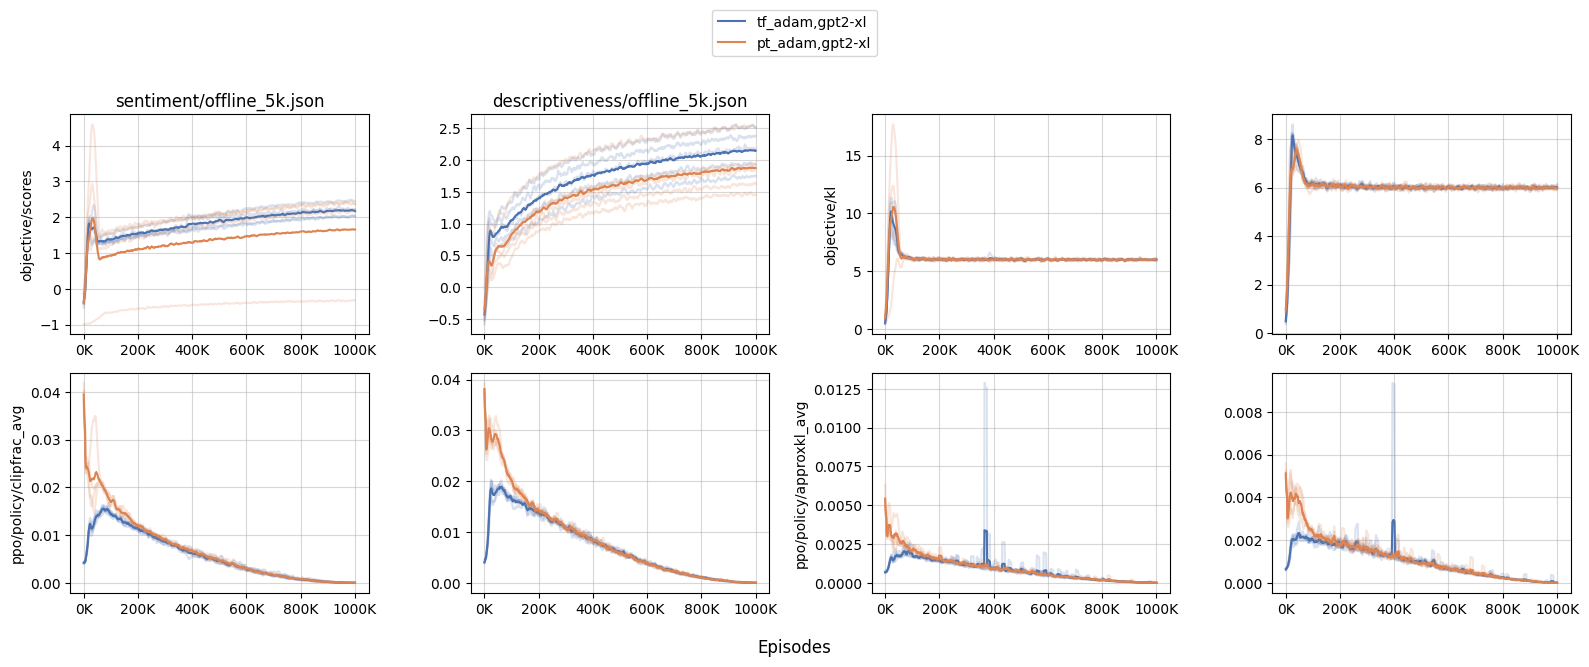 tf_adam,gpt2-xl
pt_adam,gpt2-xl
sentiment/offline_5k.json
descriptiveness/offline_5k.json
objective/scores
4
3
2
1
0
−1
0K 200K 400K 600K 800K 1000K
2.5
2.0
1.5
1.0
0.5
0.0
−0.5
0K 200K 400K 600K 800K 1000K
objective/kl
15
10
5
0
0K 200K 400K 600K 800K 1000K
8
6
4
2
0
0K 200K 400K 600K 800K 1000K
ppo/policy/clipfrac_avg
0.04
0.03
0.02
0.01
0.00
0K 200K 400K 600K 800K 1000K
0.04
0.03
0.02
0.01
0.00
0K 200K 400K 600K 800K 1000K
ppo/policy/approxkl_avg
0.0125
0.0100
0.0075
0.0050
0.0025
0.0000
0K 200K 400K 600K 800K 1000K
0.008
0.006
0.004
0.002
0.000
0K 200K 400K 600K 800K 1000K
Episodes